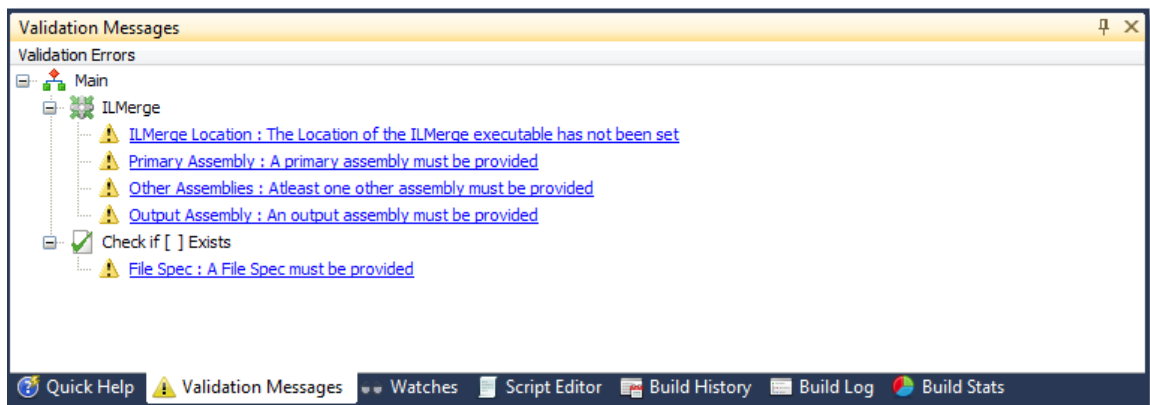 Validation Messages
Validation Errors
Main
ILMerge
ILMerge Location : The Location of the ILMerge executable has not been set
Primary Assembly : A primary assembly must be provided
Other Assemblies : Atleast one other assembly must be provided
Output Assembly : An output assembly must be provided
Check if [ ] Exists
File Spec : A File Spec must be provided
Quick Help Validation Messages Watches Script Editor Build History Build Log Build Stats